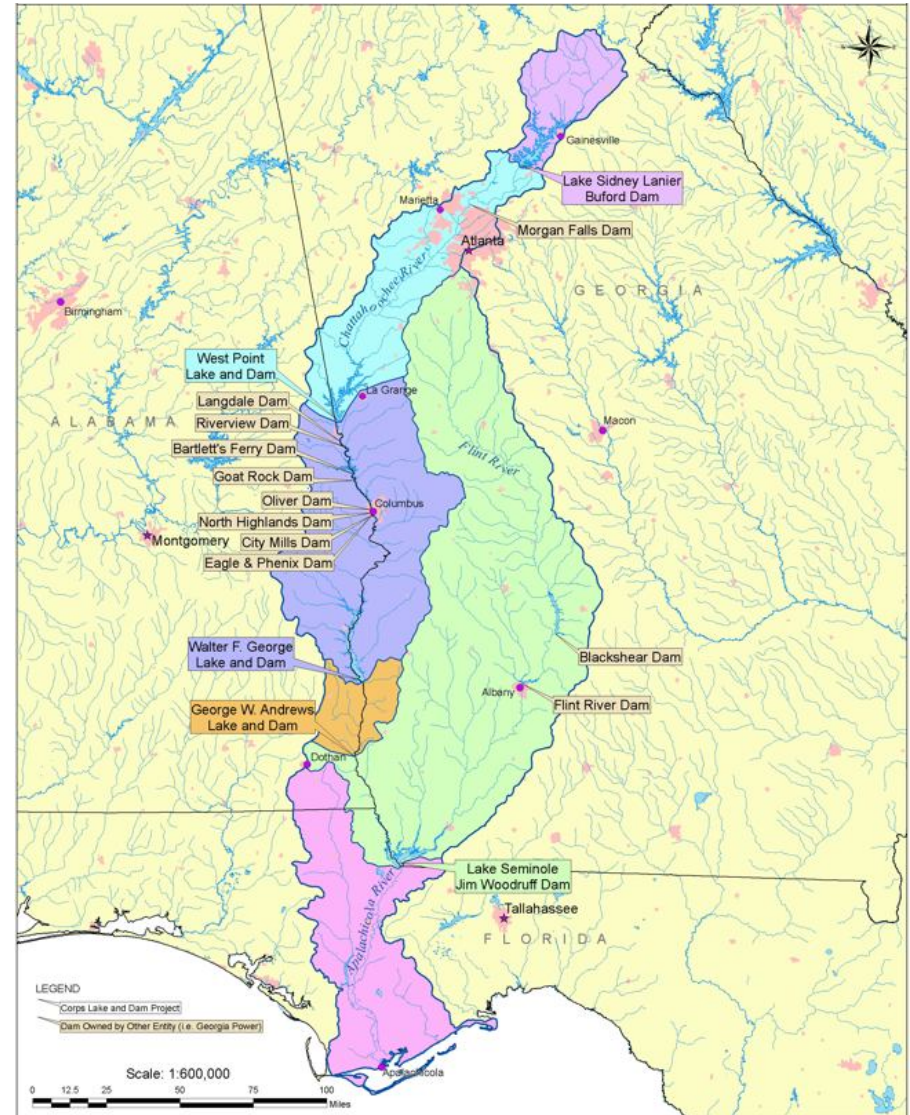 Gainesville
Lake Sidney Lanier
Buford Dam
Marietta
Morgan Falls Dam
Atlanta
Chattahoochee River
GEORGIA
Birmingham
West Point
Lake and Dam
La Grange
Langdale Dam
ALABAMA
Riverview Dam
Macon
Bartlett's Ferry Dam
Flint River
Goat Rock Dam
Oliver Dam
Columbus
North Highlands Dam
Montgomery
City Mills Dam
Eagle & Phenix Dam
Walter F. George
Lake and Dam
Blackshear Dam
Albany
Flint River Dam
George W. Andrews
Lake and Dam
Dothan
Lake Seminole
Jim Woodruff Dam
Apalachicola River
Tallahassee
FLORIDA
LEGEND
Corps Lake and Dam Project
Dam Owned by Other Entity (i.e. Georgia Power)
Scale: 1:600,000
Apalachicola
0 12.5 25 50 75 100
Miles